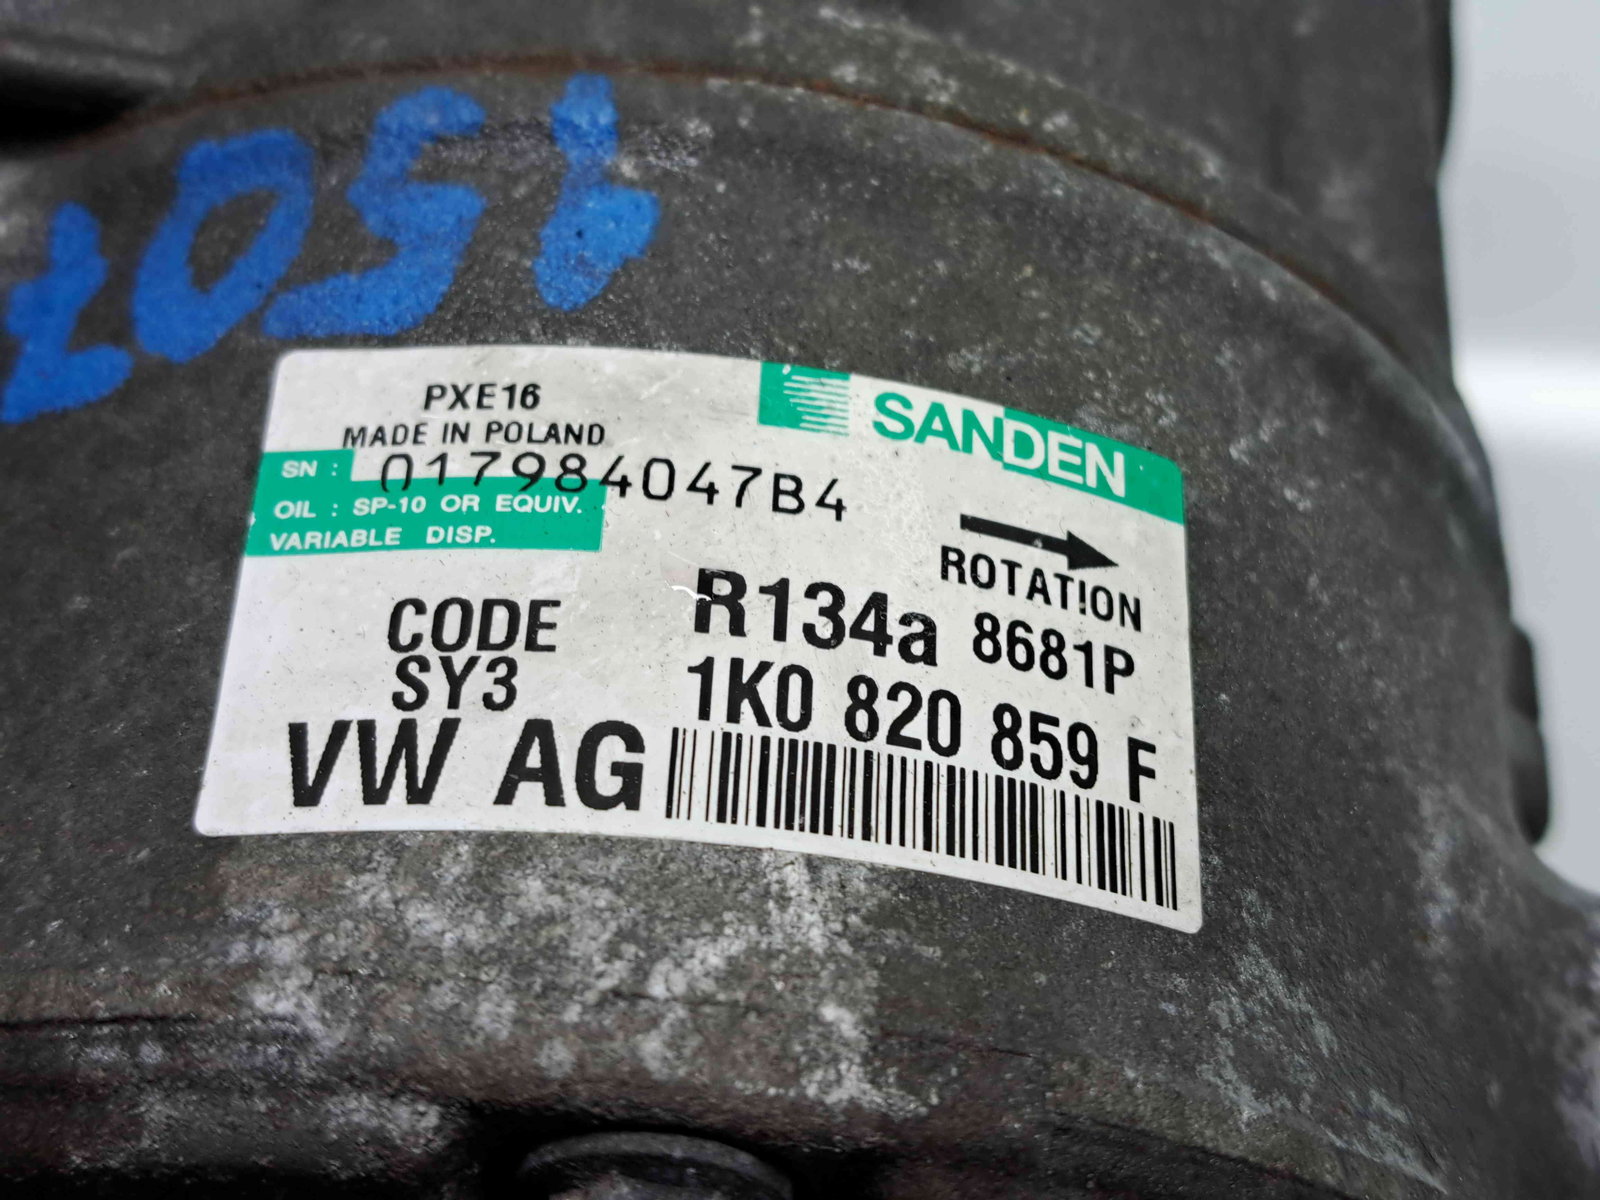 1507
PXE16
MADE IN POLAND
SANDEN
SN : 017984047B4
OIL : SP-10 OR EQUIV.
VARIABLE DISP.
ROTATION
CODE
SY3
R134a 8681P
1K0 820 859 F
VW AG